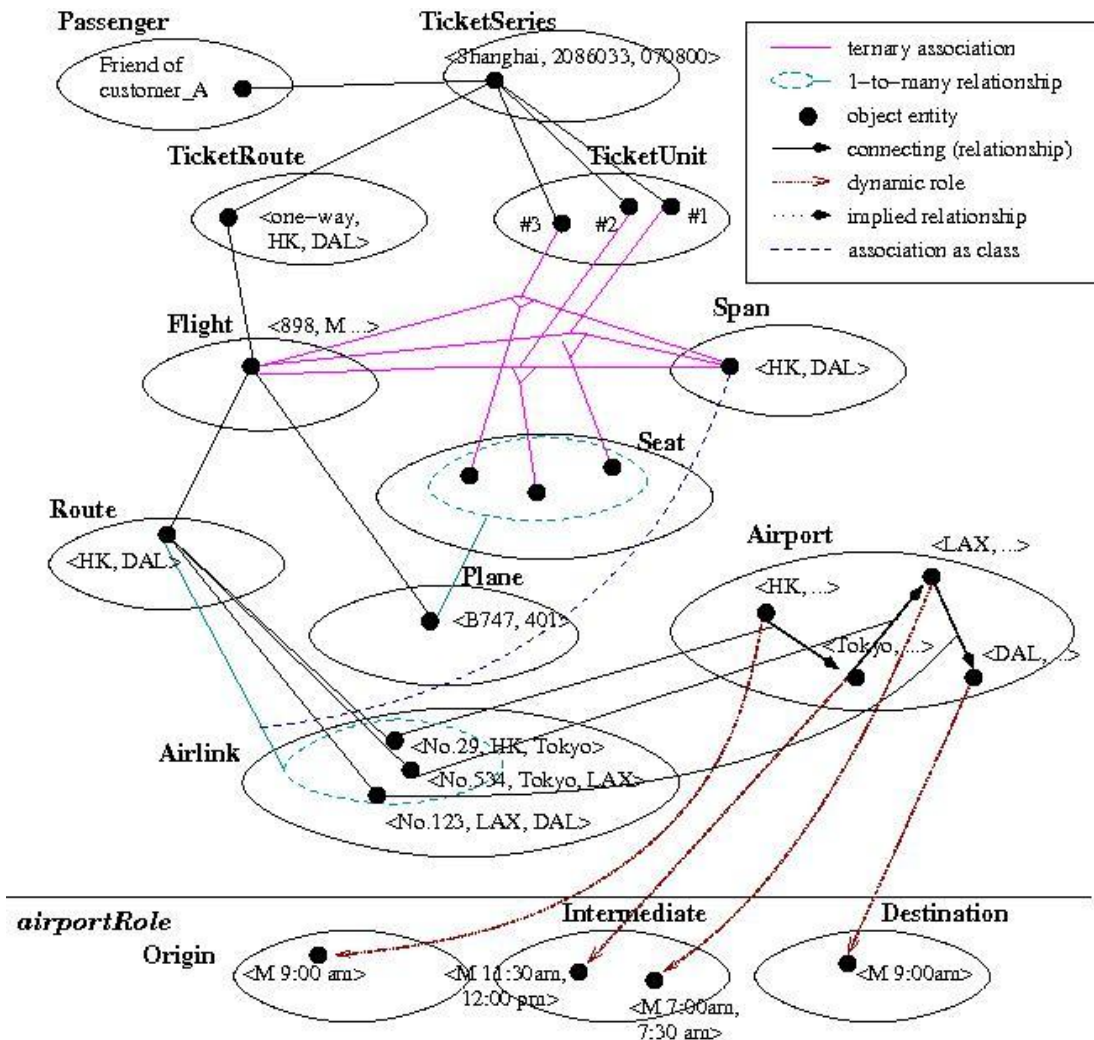 Passenger
TicketSeries
Friend of
customer_A
<Shanghai, 2086033, 070800>
ternary association
1-to-many relationship
object entity
connecting (relationship)
dynamic role
implied relationship
association as class
TicketRoute
TicketUnit
<one-way,
HK, DAL>
#3
#2
#1
Flight
<898, M ...>
Span
<HK, DAL>
Seat
Route
<HK, DAL>
Plane
<B747, 401>
Airport
<LAX, ...>
<HK, ...>
<Tokyo, ...>
<DAL, ...>
Airlink
<No.29, HK, Tokyo>
<No.534, Tokyo, LAX>
<No.123, LAX, DAL>
airportRole
Origin
Intermediate
Destination
<M 9:00 am>
<M 11:30am,
12:00 pm>
<M 7:00am,
7:30 am>
<M 9:00am>